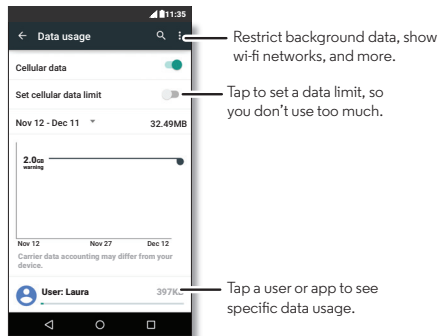 11:35
Data usage
Restrict background data, show
wi-fi networks, and more.
Cellular data
Set cellular data limit
Tap to set a data limit, so
you don't use too much.
Nov 12 - Dec 11 32.49MB
2.0GB
warning
Nov 12 Nov 27 Dec 12
Carrier data accounting may differ from your
device.
User: Laura 397KB
Tap a user or app to see
specific data usage.